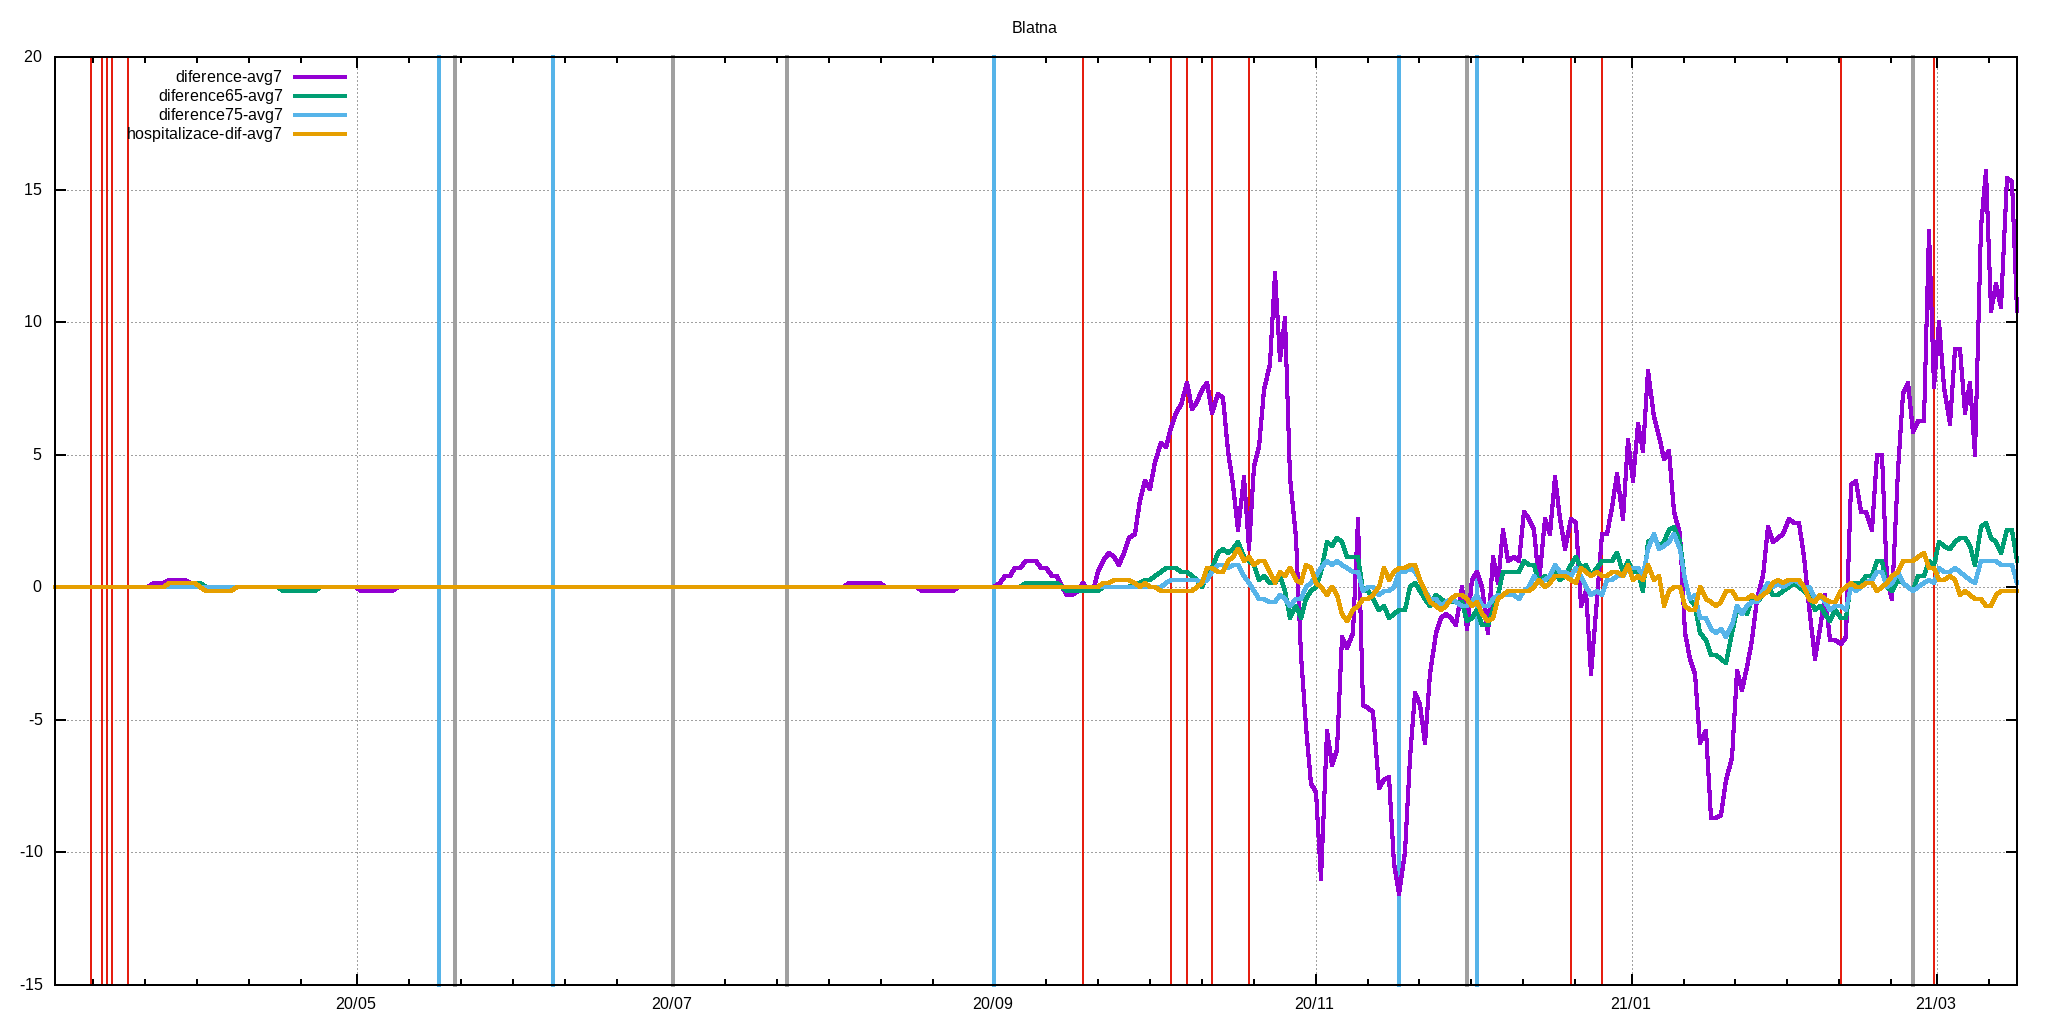 Blatna
20
diference-avg7
diference65-avg7
diference75-avg7
hospitalizace-dif-avg7
15
10
5
0
-5
-10
-15
20/05 20/07 20/09 20/11 21/01 21/03